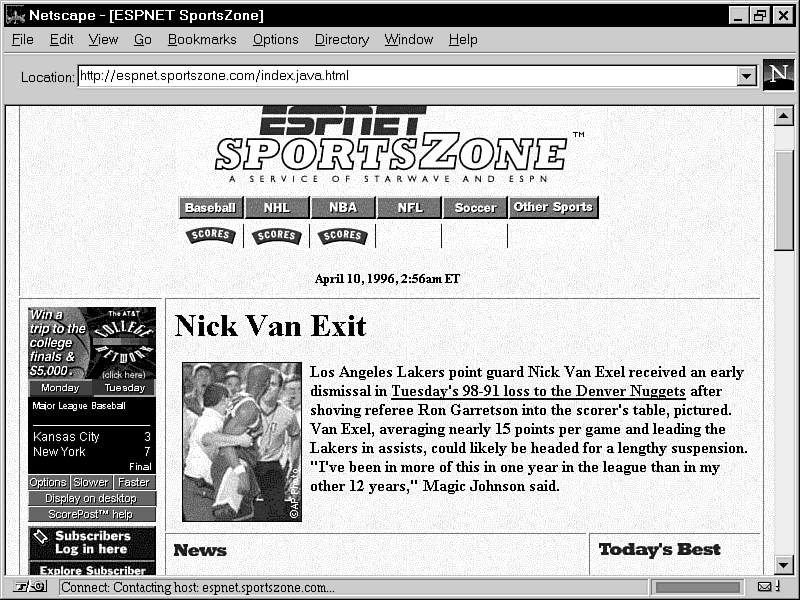 Netscape - [ESPNET SportsZone]
File Edit View Go Bookmarks Options Directory Window Help
Location: http://espnet.sportszone.com/index.java.html
N
ESPNET
SPORTSZONE™
A SERVICE OF STARWAVE AND ESPN
Baseball NHL NBA NFL Soccer Other Sports
SCORES SCORES SCORES
April 10, 1996, 2:56am ET
Win a
trip to the
college
finals &
$5,000.
The AT&T
COLLEGE
NETWORK
(click here)
Monday Tuesday
Major League Baseball
Kansas City 3
New York 7
Final
Options Slower Faster
Display on desktop
ScorePost™ help
Subscribers
Log in here
Explore Subscriber
Nick Van Exit
©AP Photo
Los Angeles Lakers point guard Nick Van Exel received an early
dismissal in Tuesday's 98-91 loss to the Denver Nuggets after
shoving referee Ron Garretson into the scorer's table, pictured.
Van Exel, averaging nearly 15 points per game and leading the
Lakers in assists, could likely be headed for a lengthy suspension.
"I've been in more of this in one year in the league than in my
other 12 years," Magic Johnson said.
News
Today's Best
Connect: Contacting host: espnet.sportszone.com...